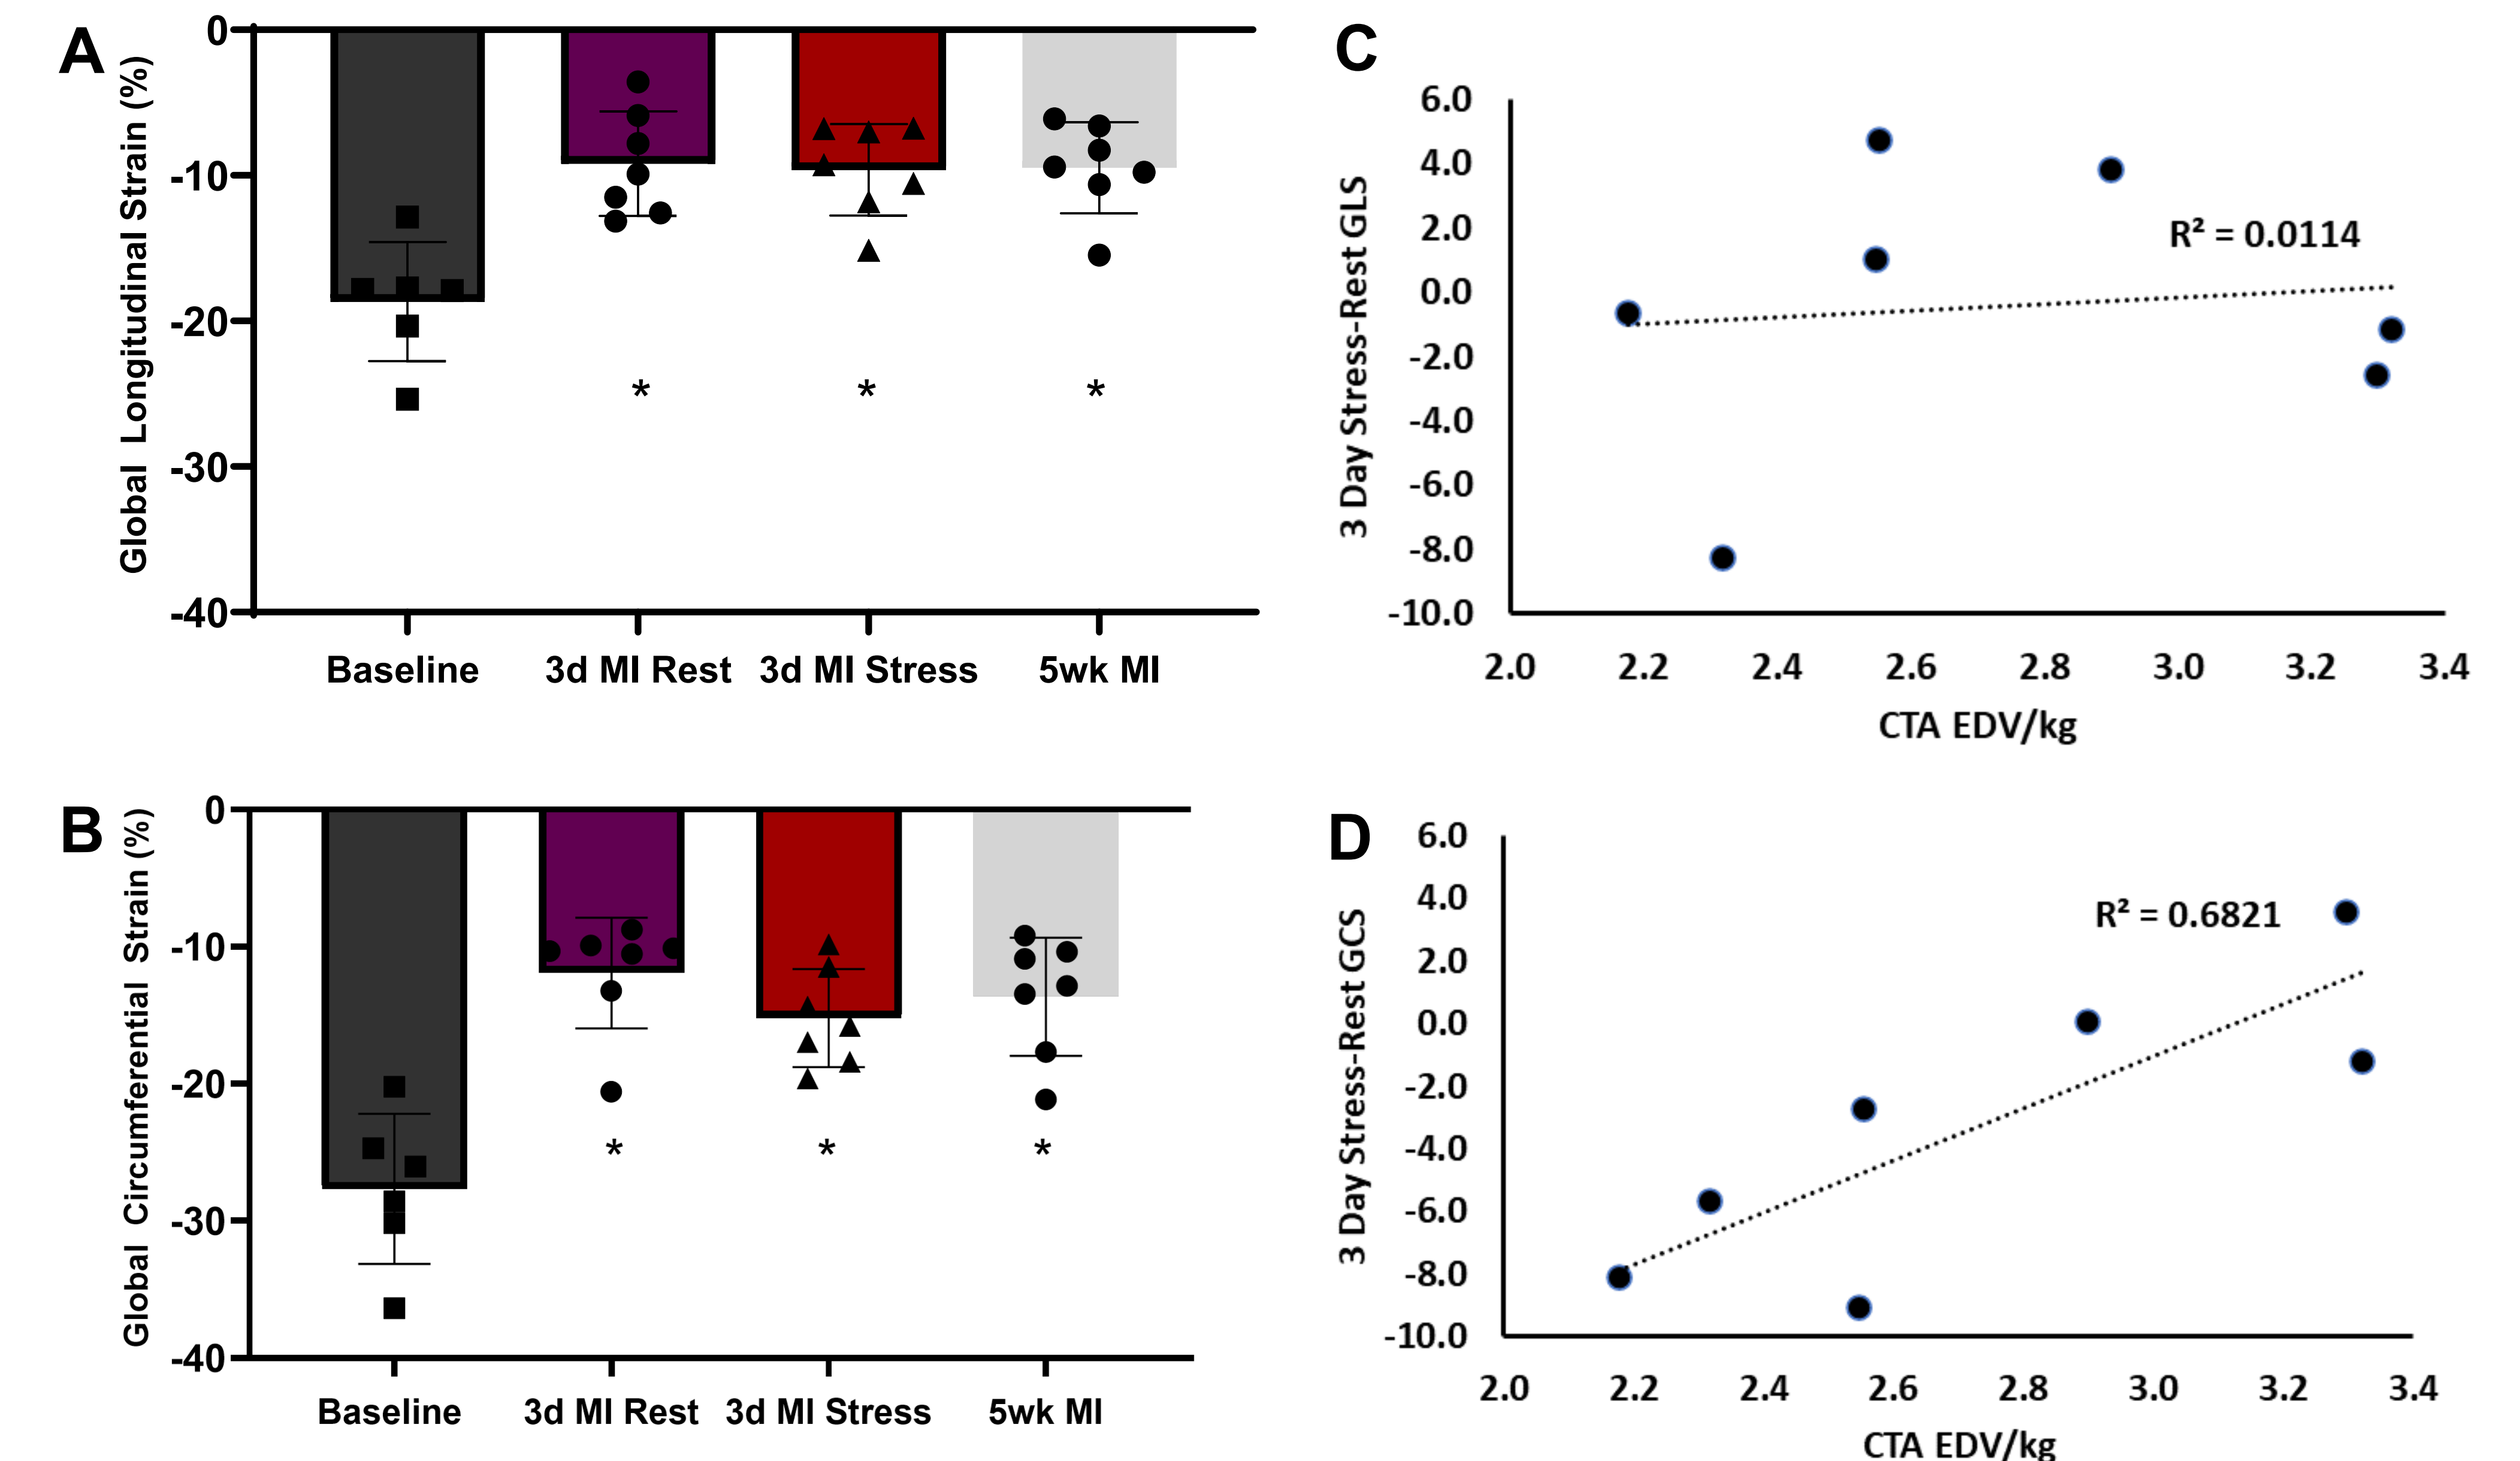 A
Global Longitudinal Strain (%)
0
-10
-20
-30
-40
* * *
Baseline 3d MI Rest 3d MI Stress 5wk MI
C
3 Day Stress-Rest GLS
6.0
4.0
2.0
0.0
-2.0
-4.0
-6.0
-8.0
-10.0
R² = 0.0114
2.0 2.2 2.4 2.6 2.8 3.0 3.2 3.4
CTA EDV/kg
B
Global Circumferential Strain (%)
0
-10
-20
-30
-40
* * *
Baseline 3d MI Rest 3d MI Stress 5wk MI
D
3 Day Stress-Rest GCS
6.0
4.0
2.0
0.0
-2.0
-4.0
-6.0
-8.0
-10.0
R² = 0.6821
2.0 2.2 2.4 2.6 2.8 3.0 3.2 3.4
CTA EDV/kg